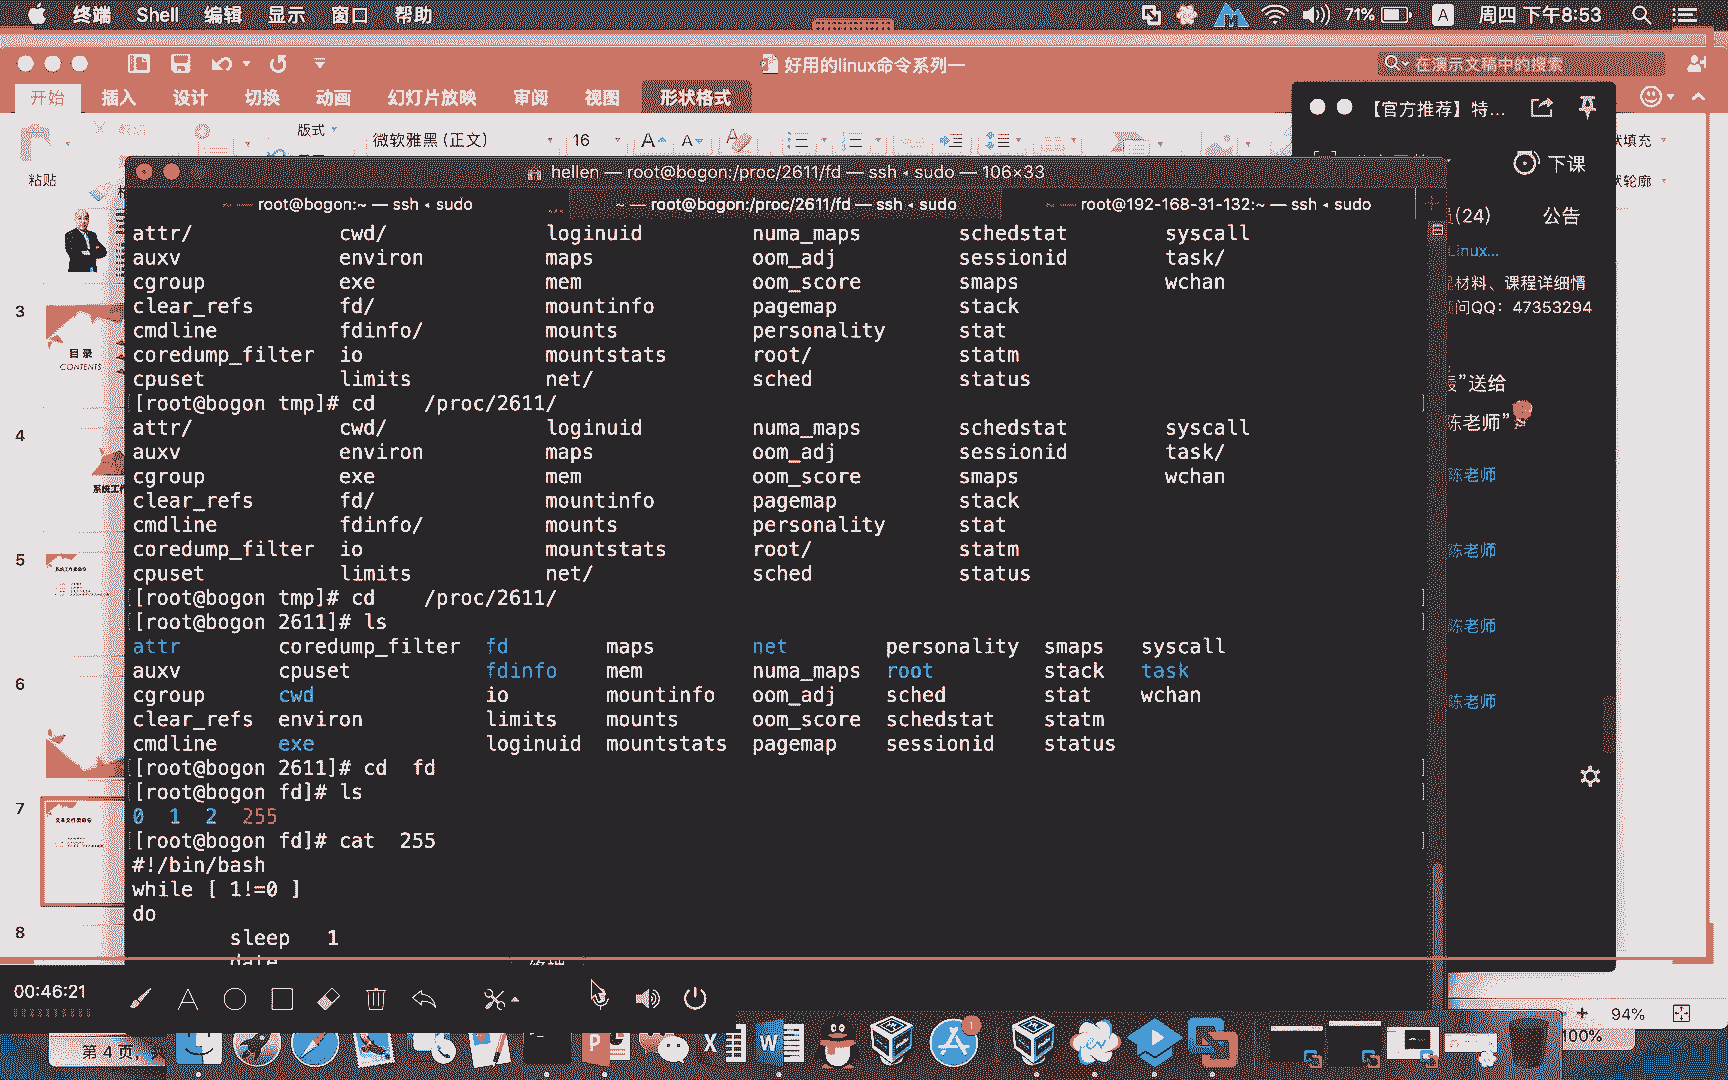 终端 Shell 编辑 显示 窗口 帮助 71% A 周四 下午8:53
好用的linux命令系列一
在演示文稿中的搜索
开始 插入 设计 切换 动画 幻灯片放映 审阅 视图 形状格式
版式 微软雅黑 (正文) 16
粘贴
【官方推荐】特...
下课
填充
轮廓
(24) 公告
hellen — root@bogon:/proc/2611/fd — ssh ◂ sudo — 106×33
~ — root@bogon:~ — ssh ◂ sudo
~ — root@bogon:/proc/2611/fd — ssh ◂ sudo
~ — root@192-168-31-132:~ — ssh ◂ sudo
attr/ cwd/ loginuid numa_maps schedstat syscall
auxv environ maps oom_adj sessionid task/
cgroup exe mem oom_score smaps wchan
clear_refs fd/ mountinfo pagemap stack
cmdline fdinfo/ mounts personality stat
coredump_filter io mountstats root/ statm
cpuset limits net/ sched status
[root@bogon tmp]# cd    /proc/2611/
attr/ cwd/ loginuid numa_maps schedstat syscall
auxv environ maps oom_adj sessionid task/
cgroup exe mem oom_score smaps wchan
clear_refs fd/ mountinfo pagemap stack
cmdline fdinfo/ mounts personality stat
coredump_filter io mountstats root/ statm
cpuset limits net/ sched status
[root@bogon tmp]# cd    /proc/2611/
[root@bogon 2611]# ls
attr coredump_filter fd maps net personality smaps syscall
auxv cpuset fdinfo mem numa_maps root stack task
cgroup cwd io mountinfo oom_adj sched stat wchan
clear_refs environ limits mounts oom_score schedstat statm
cmdline exe loginuid mountstats pagemap sessionid status
[root@bogon 2611]# cd  fd
[root@bogon fd]# ls
0 1 2 255
[root@bogon fd]# cat  255
#!/bin/bash
while [ 1!=0 ]
do
sleep   1
date
Linux...
材料、课程详细情
问QQ：47353294
”送给
陈老师”
陈老师
陈老师
陈老师
陈老师
3
目录
CONTENTS
4
系统工
5
6
7
8
00:46:21
A
94%
第 4 页,
100%